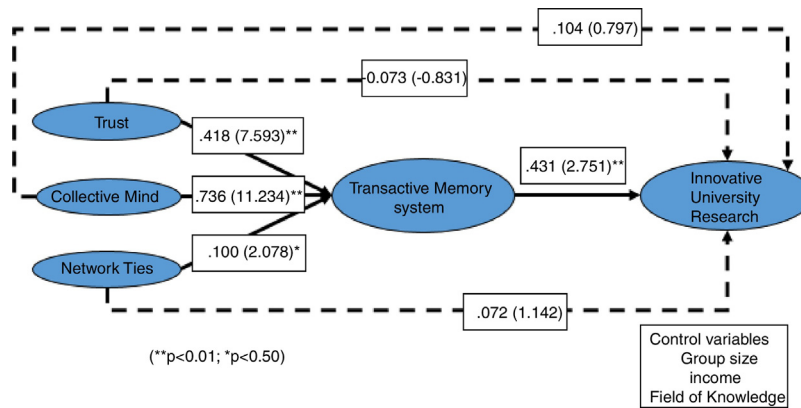 .104 (0.797)
-0.073 (-0.831)
Trust
.418 (7.593)**
Collective Mind
.736 (11.234)**
Transactive Memory
system
.431 (2.751)**
Innovative
University
Research
.100 (2.078)*
Network Ties
.072 (1.142)
(**p<0.01; *p<0.50)
Control variables
Group size
income
Field of Knowledge